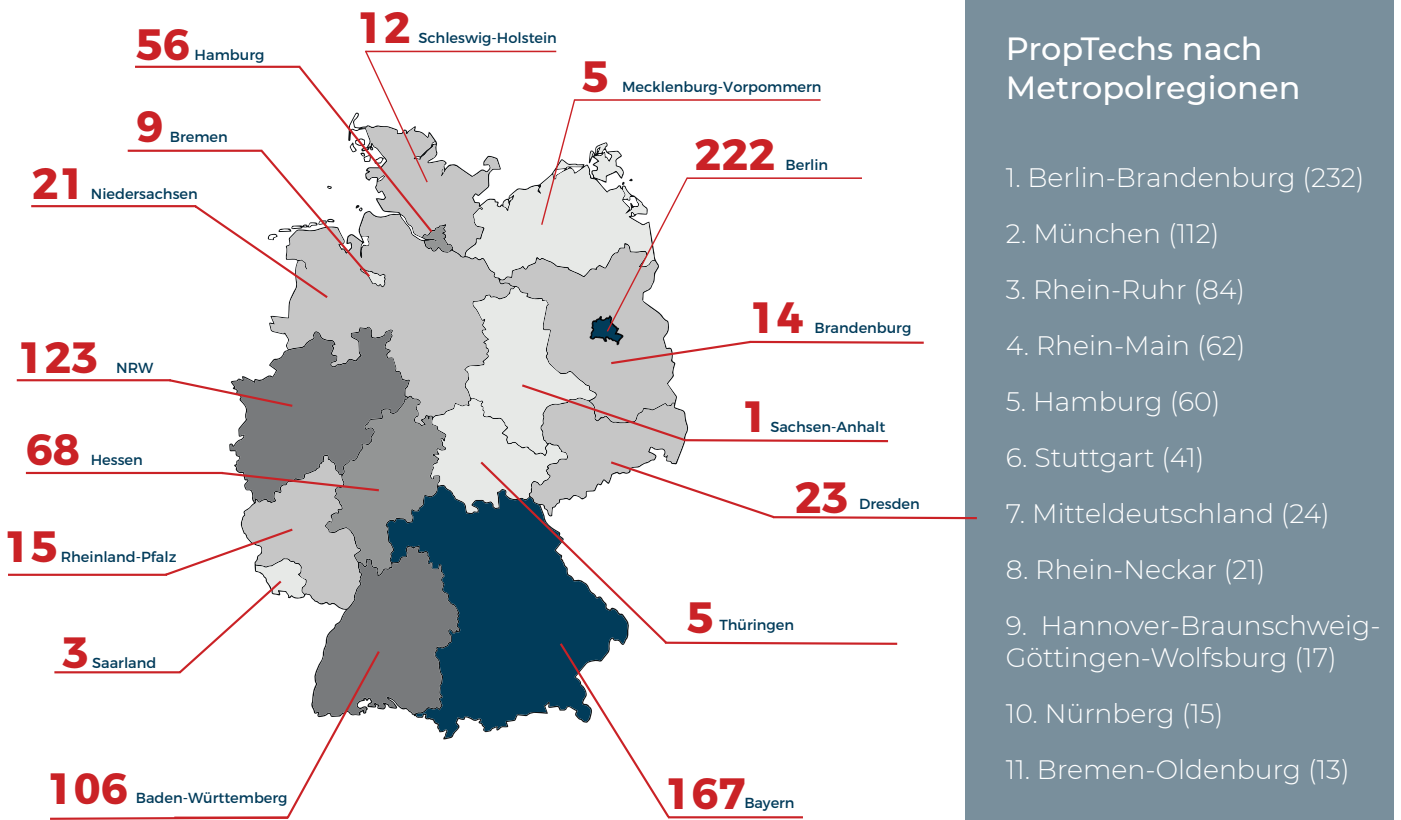 12 Schleswig-Holstein
56 Hamburg
5 Mecklenburg-Vorpommern
9 Bremen
222 Berlin
21 Niedersachsen
14 Brandenburg
123 NRW
1 Sachsen-Anhalt
68 Hessen
23 Dresden
15 Rheinland-Pfalz
5 Thüringen
3 Saarland
106 Baden-Württemberg
167 Bayern
PropTechs nach
Metropolregionen
1. Berlin-Brandenburg (232)
2. München (112)
3. Rhein-Ruhr (84)
4. Rhein-Main (62)
5. Hamburg (60)
6. Stuttgart (41)
7. Mitteldeutschland (24)
8. Rhein-Neckar (21)
9. Hannover-Braunschweig-
Göttingen-Wolfsburg (17)
10. Nürnberg (15)
11. Bremen-Oldenburg (13)